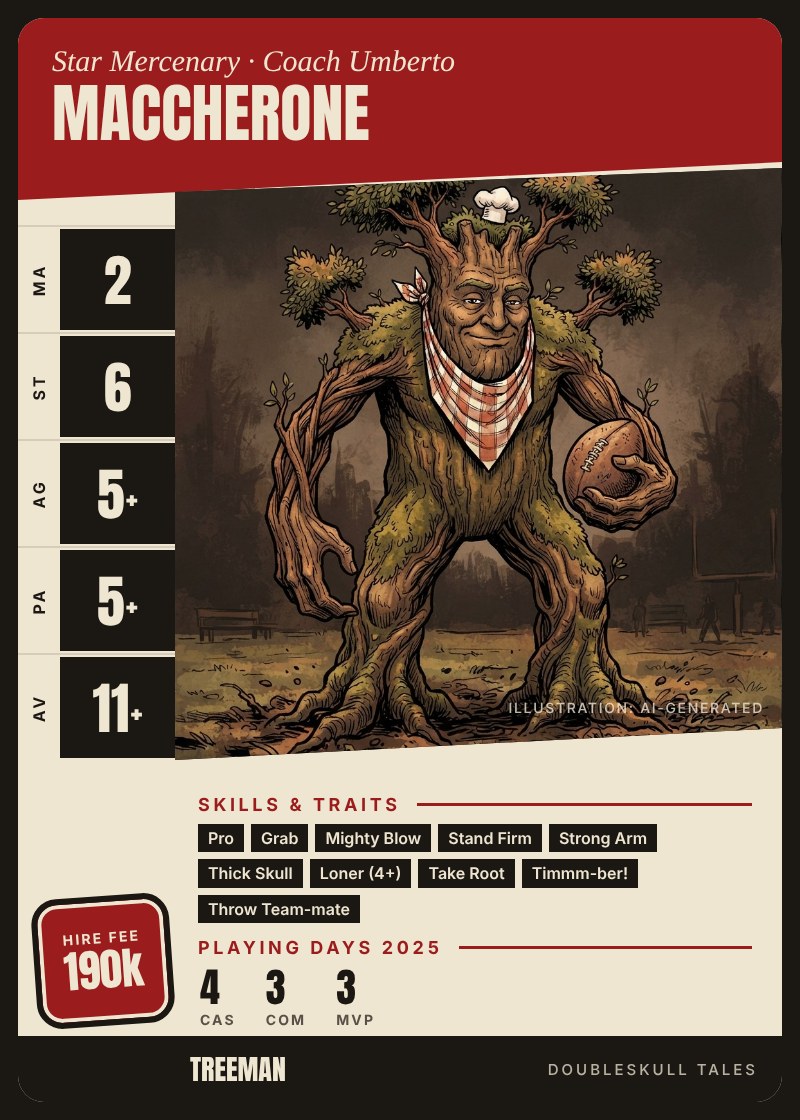 Star Mercenary · Coach Umberto
MACCHERONE
MA
2
ST
6
AG
5+
PA
5+
AV
11+
ILLUSTRATION: AI-GENERATED
SKILLS & TRAITS
Pro Grab Mighty Blow Stand Firm Strong Arm
Thick Skull Loner (4+) Take Root Timmm-ber!
Throw Team-mate
HIRE FEE
190k
PLAYING DAYS 2025
4 3 3
CAS COM MVP
TREEMAN
DOUBLESKULL TALES